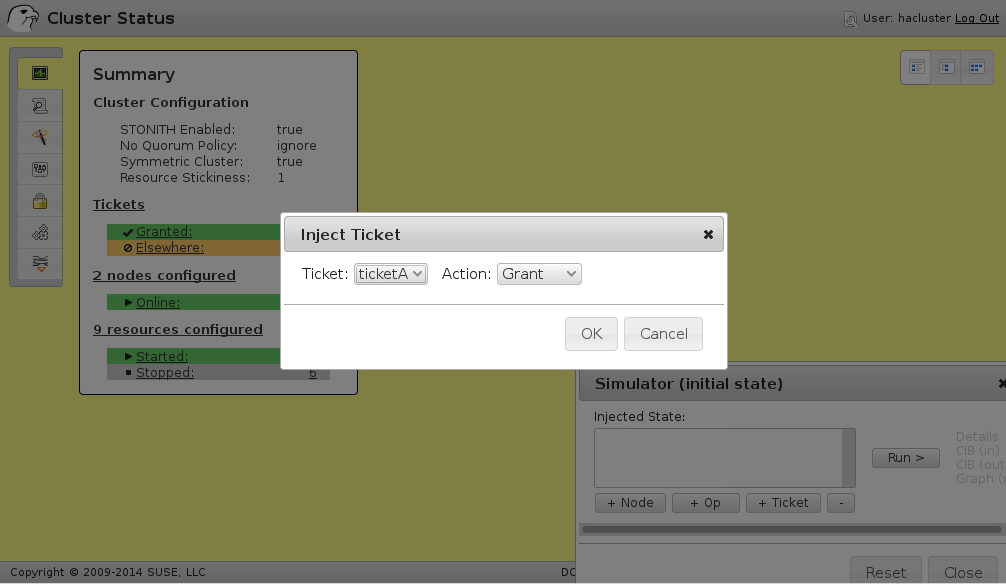 Cluster Status
User: hacluster Log Out
Summary
Cluster Configuration
STONITH Enabled: true
No Quorum Policy: ignore
Symmetric Cluster: true
Resource Stickiness: 1
Tickets
Granted:
Elsewhere:
2 nodes configured
Online:
9 resources configured
Started:
Stopped: 6
Inject Ticket
Ticket: ticketA Action: Grant
OK Cancel
Simulator (initial state)
Injected State:
Run >
Details
CIB (in)
CIB (out
Graph (
+ Node + Op + Ticket -
Reset Close
Copyright © 2009-2014 SUSE, LLC
DC